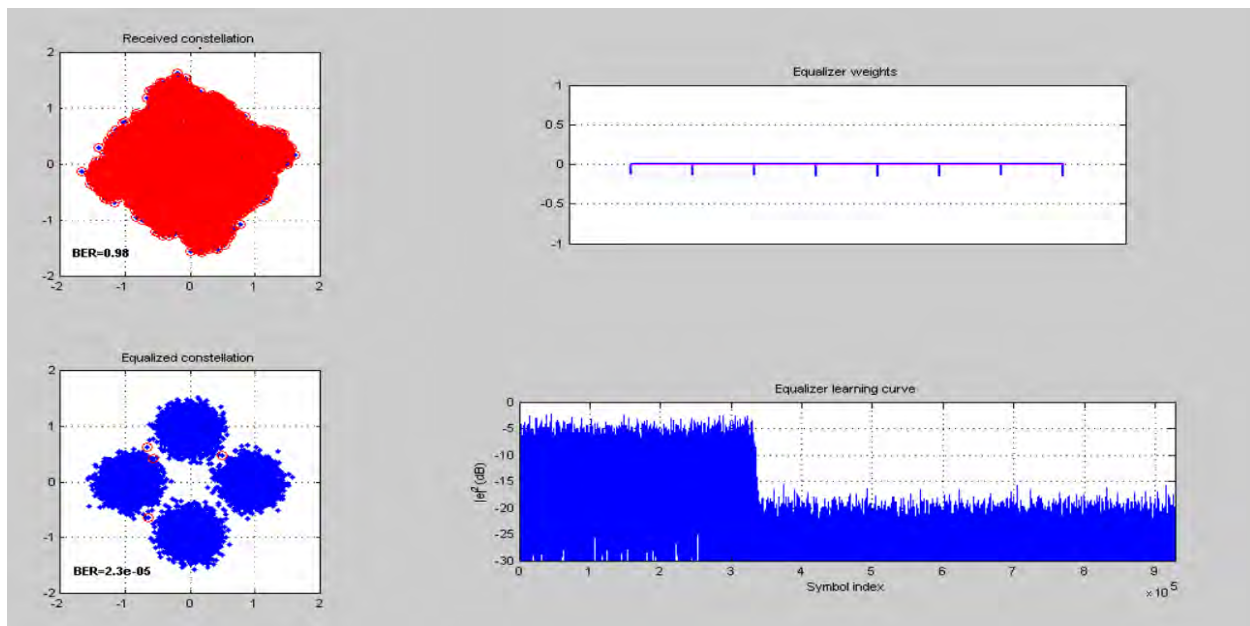 Received constellation
2
1
0
-1
-2
BER=0.98
-2 -1 0 1 2
Equalizer weights
1
0.5
0
-0.5
-1
Equalized constellation
2
1
0
-1
-2
BER=2.3e-05
-2 -1 0 1 2
Equalizer learning curve
|e|² (dB)
0
-5
-10
-15
-20
-25
-30
0 1 2 3 4 5 6 7 8 9
Symbol index
× 10⁵